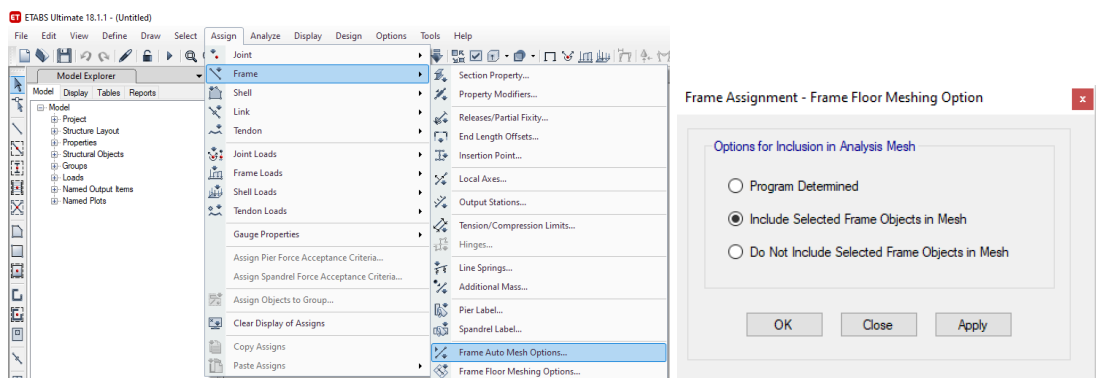 ETABS Ultimate 18.1.1 - (Untitled)
File Edit View Define Draw Select Assign Analyze Display Design Options Tools Help
Model Explorer
Model Display Tables Reports
Model
Project
Structure Layout
Properties
Structural Objects
Groups
Loads
Named Output Items
Named Plots
Joint
Frame
Shell
Link
Tendon
Joint Loads
Frame Loads
Shell Loads
Tendon Loads
Gauge Properties
Assign Pier Force Acceptance Criteria...
Assign Spandrel Force Acceptance Criteria...
Assign Objects to Group...
Clear Display of Assigns
Copy Assigns
Paste Assigns
Section Property...
Property Modifiers...
Releases/Partial Fixity...
End Length Offsets...
Insertion Point...
Local Axes...
Output Stations...
Tension/Compression Limits...
Hinges...
Line Springs...
Additional Mass...
Pier Label...
Spandrel Label...
Frame Auto Mesh Options...
Frame Floor Meshing Options...
Frame Assignment - Frame Floor Meshing Option
x
Options for Inclusion in Analysis Mesh
Program Determined
Include Selected Frame Objects in Mesh
Do Not Include Selected Frame Objects in Mesh
OK Close Apply